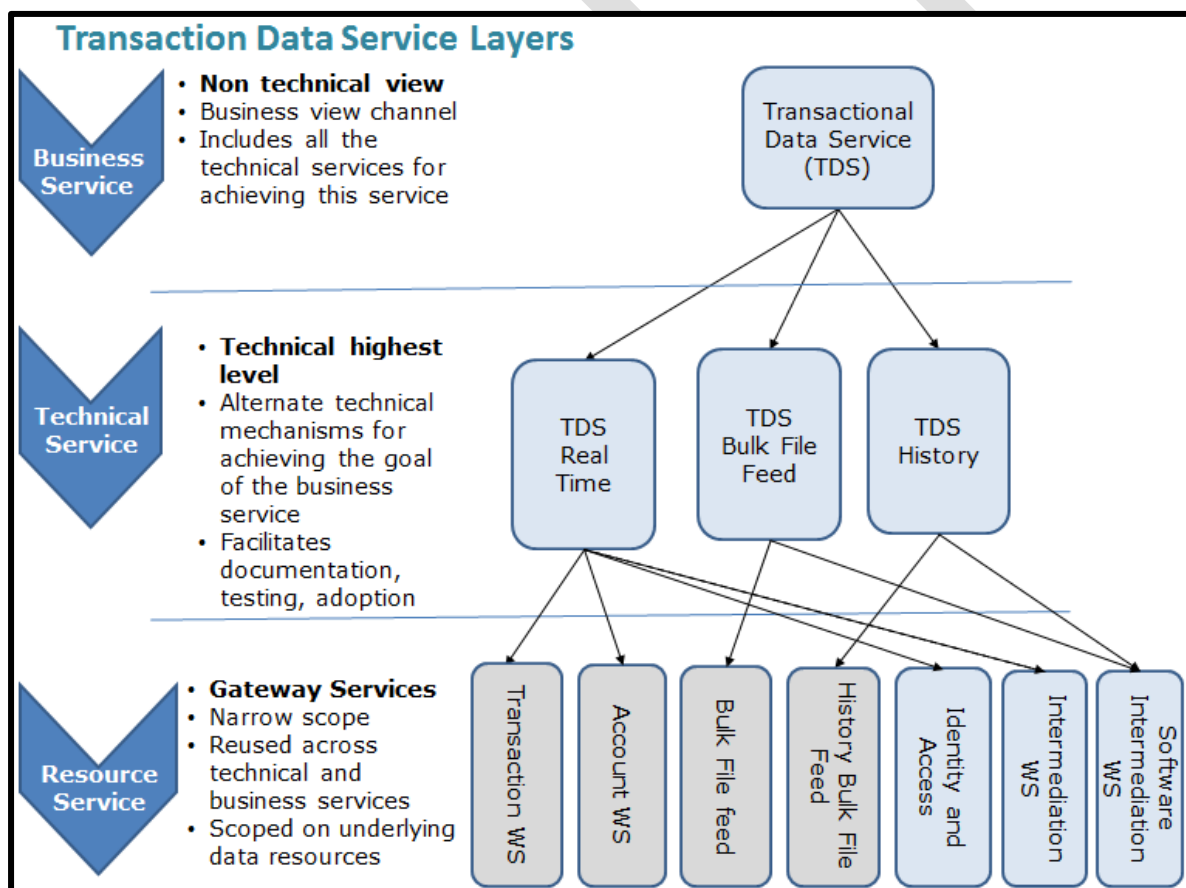 Transaction Data Service Layers
Business
Service
• Non technical view
• Business view channel
• Includes all the
technical services for
achieving this service
Transactional
Data Service
(TDS)
Technical
Service
• Technical highest
level
• Alternate technical
mechanisms for
achieving the goal
of the business
service
• Facilitates
documentation,
testing, adoption
TDS
Real
Time
TDS
Bulk File
Feed
TDS
History
Resource
Service
• Gateway Services
• Narrow scope
• Reused across
technical and
business services
• Scoped on underlying
data resources
Transaction WS
Account WS
Bulk File feed
History Bulk File
Feed
Identity and
Access
Intermediation
WS
Software
Intermediation
WS